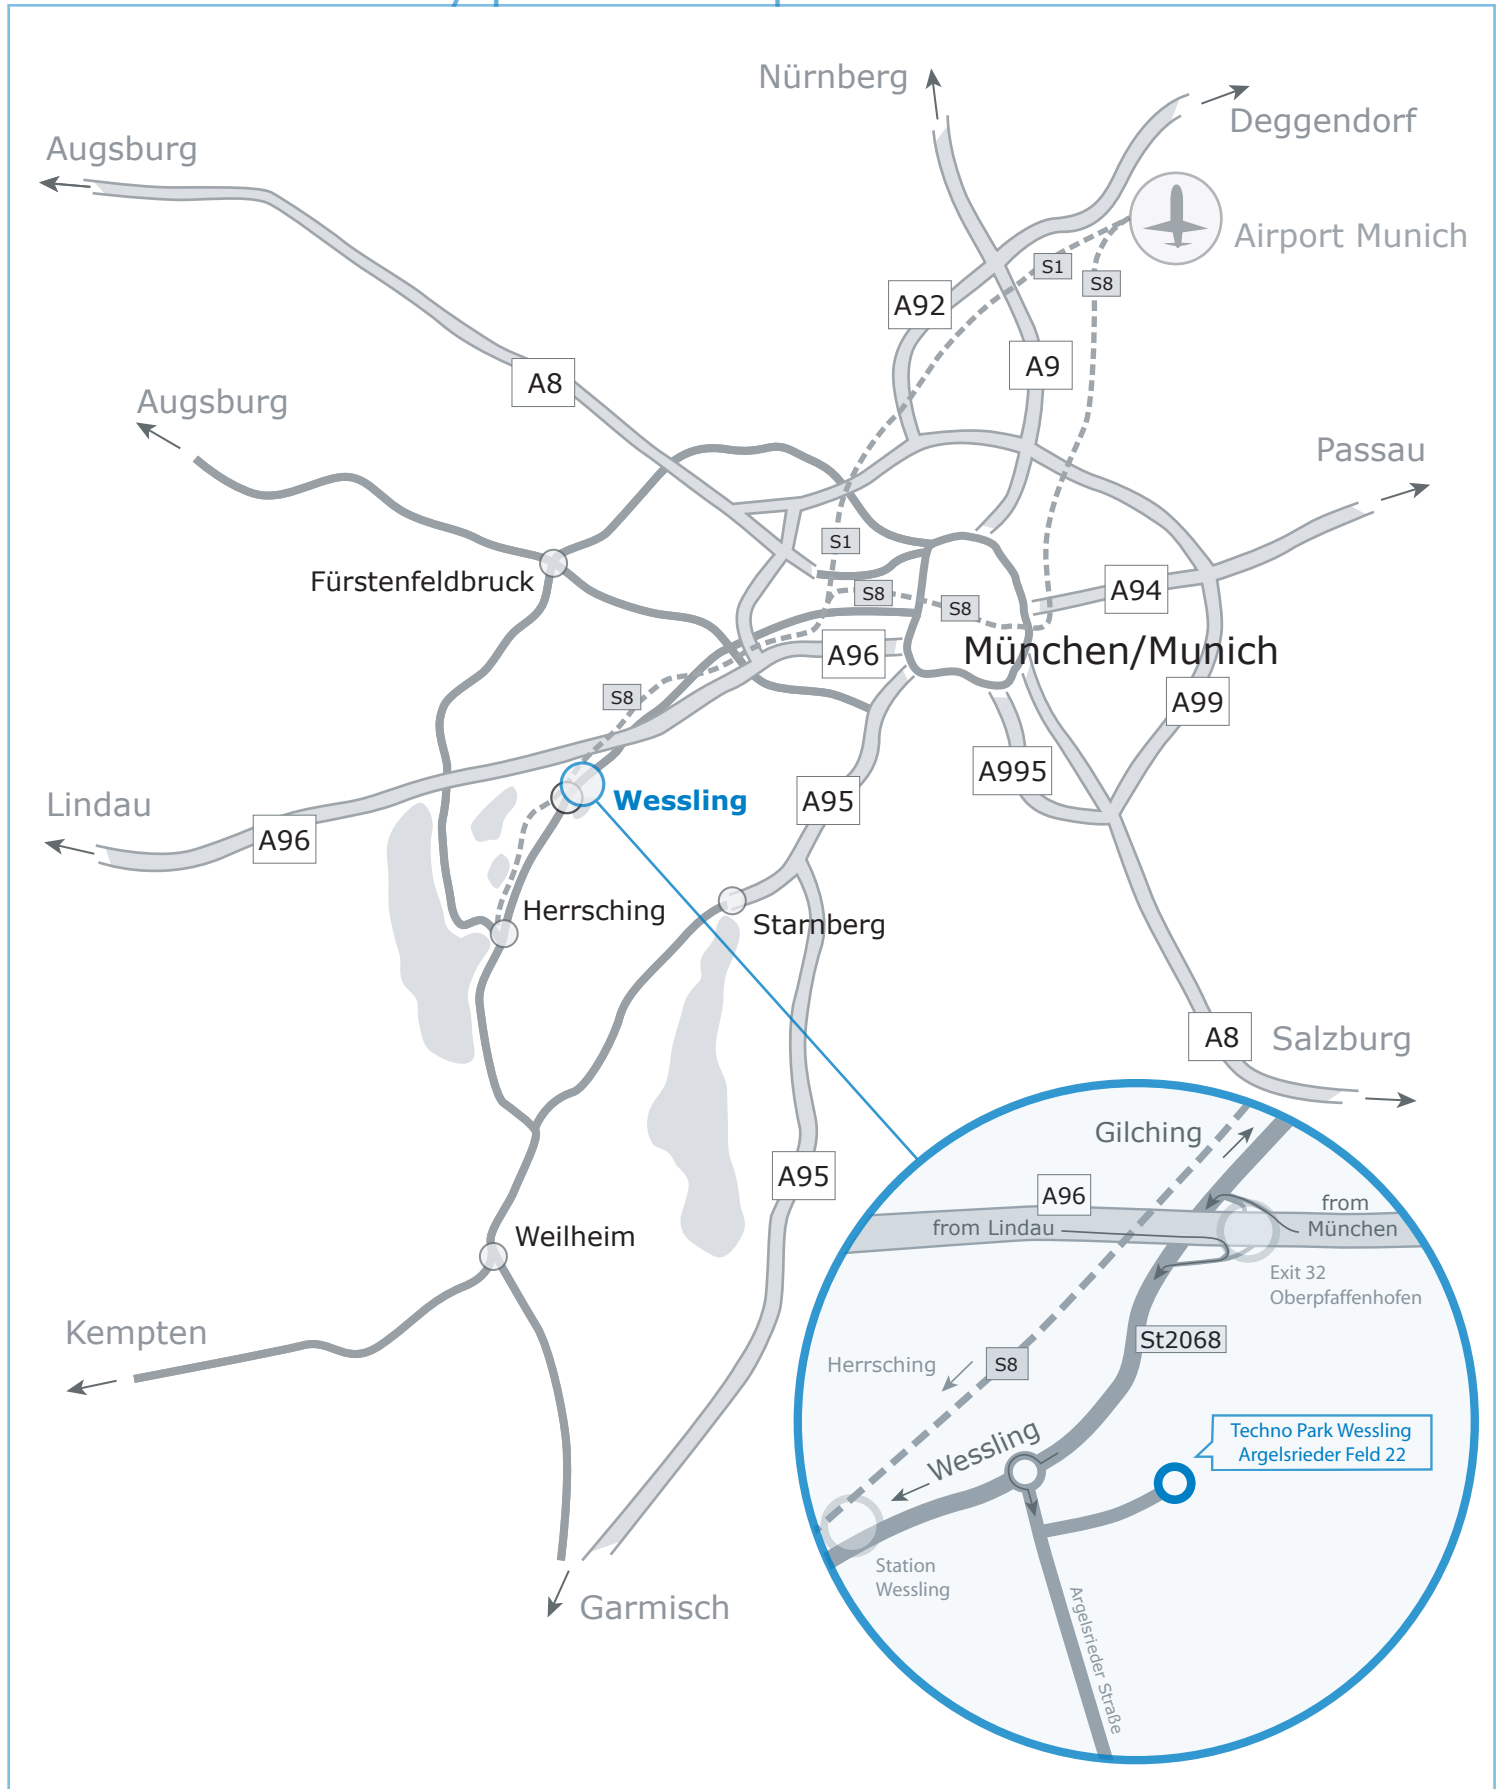 Nürnberg
Deggendorf
Augsburg
Airport Munich
S1
S8
A92
A9
A8
Augsburg
Passau
S1
Fürstenfeldbruck
S8
S8
A94
A96
München/Munich
S8
A99
A995
Lindau
Wessling
A95
A96
Herrsching
Starnberg
A8
Salzburg
Gilching
A95
A96
from
München
from Lindau
Weilheim
Exit 32
Oberpfaffenhofen
Kempten
St2068
Herrsching
S8
Techno Park Wessling
Argelsrieder Feld 22
Wessling
Station
Wessling
Garmisch
Argelsrieder Straße